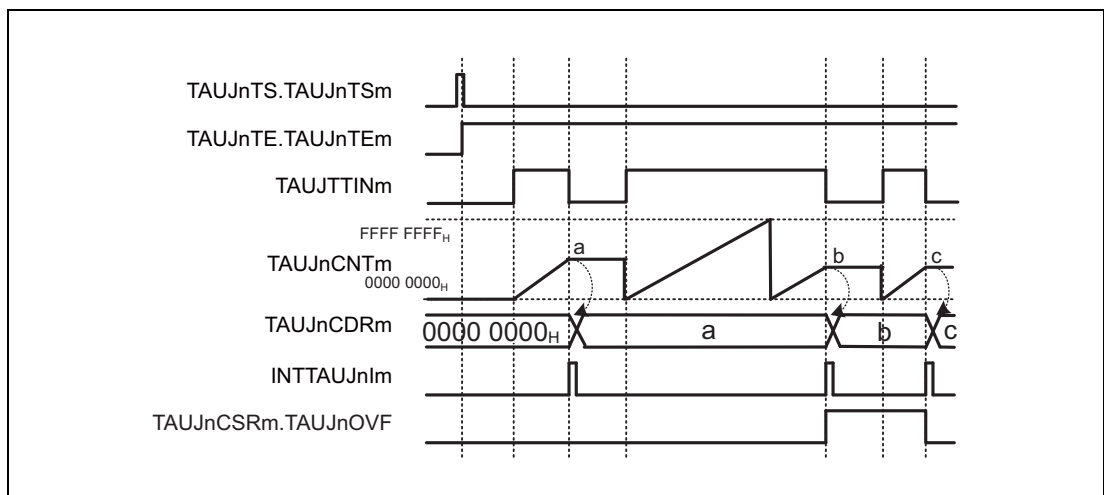 TAUJnTS.TAUJnTSm
TAUJnTE.TAUJnTEm
TAUJTTINm
FFFF FFFFH
a
b
c
TAUJnCNTm
0000 0000H
TAUJnCDRm
0000 0000H
a
b
c
INTTAUJnIm
TAUJnCSRm.TAUJnOVF